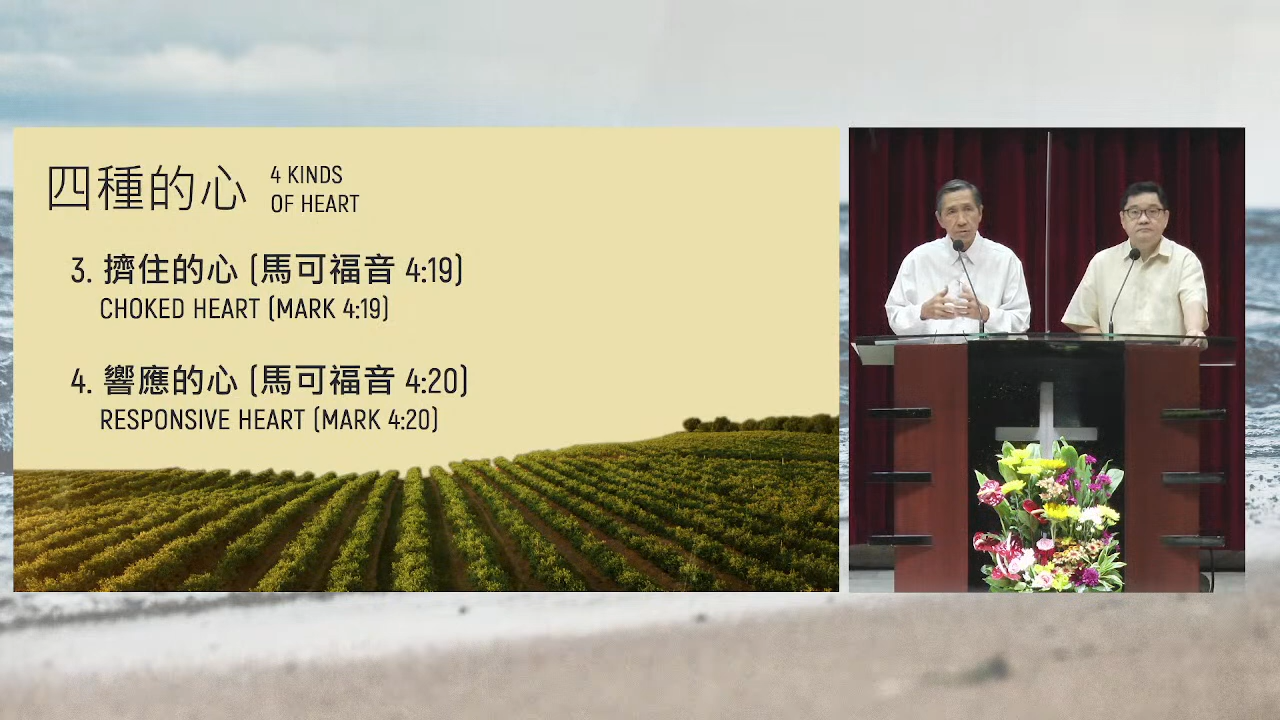 四種的心
4 KINDS
OF HEART
3. 擠住的心 (馬可福音 4:19)
CHOKED HEART (MARK 4:19)
4. 響應的心 (馬可福音 4:20)
RESPONSIVE HEART (MARK 4:20)